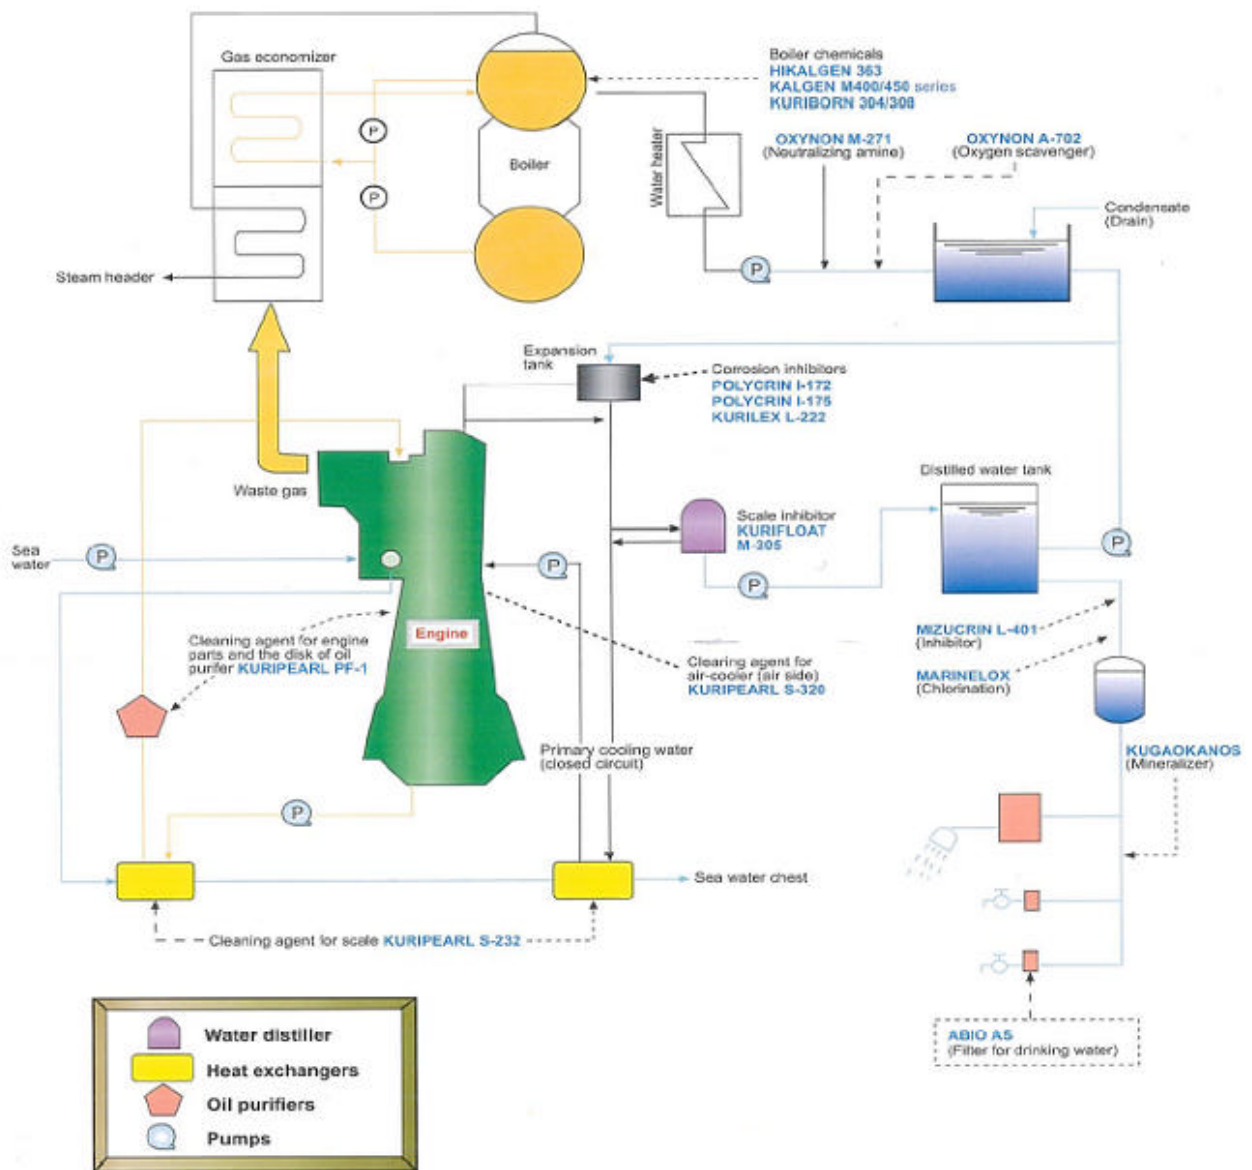 Gas economizer
Boiler chemicals
HIKALGEN 363
KALGEN M400/450 series
KURIBORN 304/308
P
OXYNON M-271
(Neutralizing amine)
OXYNON A-702
(Oxygen scavenger)
Boiler
Water heater
P
Condensate
(Drain)
Steam header
P
Expansion
tank
Corrosion inhibitors
POLYCRIN I-172
POLYCRIN I-175
KURILEX L-222
Waste gas
Distilled water tank
Scale inhibitor
KURIFLOAT
M-305
Sea
water
P
P
P
P
Engine
MIZUCRIN L-401
(Inhibitor)
Cleaning agent for engine
parts and the disk of oil
purifer KURIPEARL PF-1
Clearing agent for
air-cooler (air side)
KURIPEARL S-320
MARINELOX
(Chlorination)
Primary cooling water
(closed circuit)
KUGAOKANOS
(Mineralizer)
P
Sea water chest
Cleaning agent for scale KURIPEARL S-232
ABIO AS
(Filter for drinking water)
Water distiller
Heat exchangers
Oil purifiers
P
Pumps